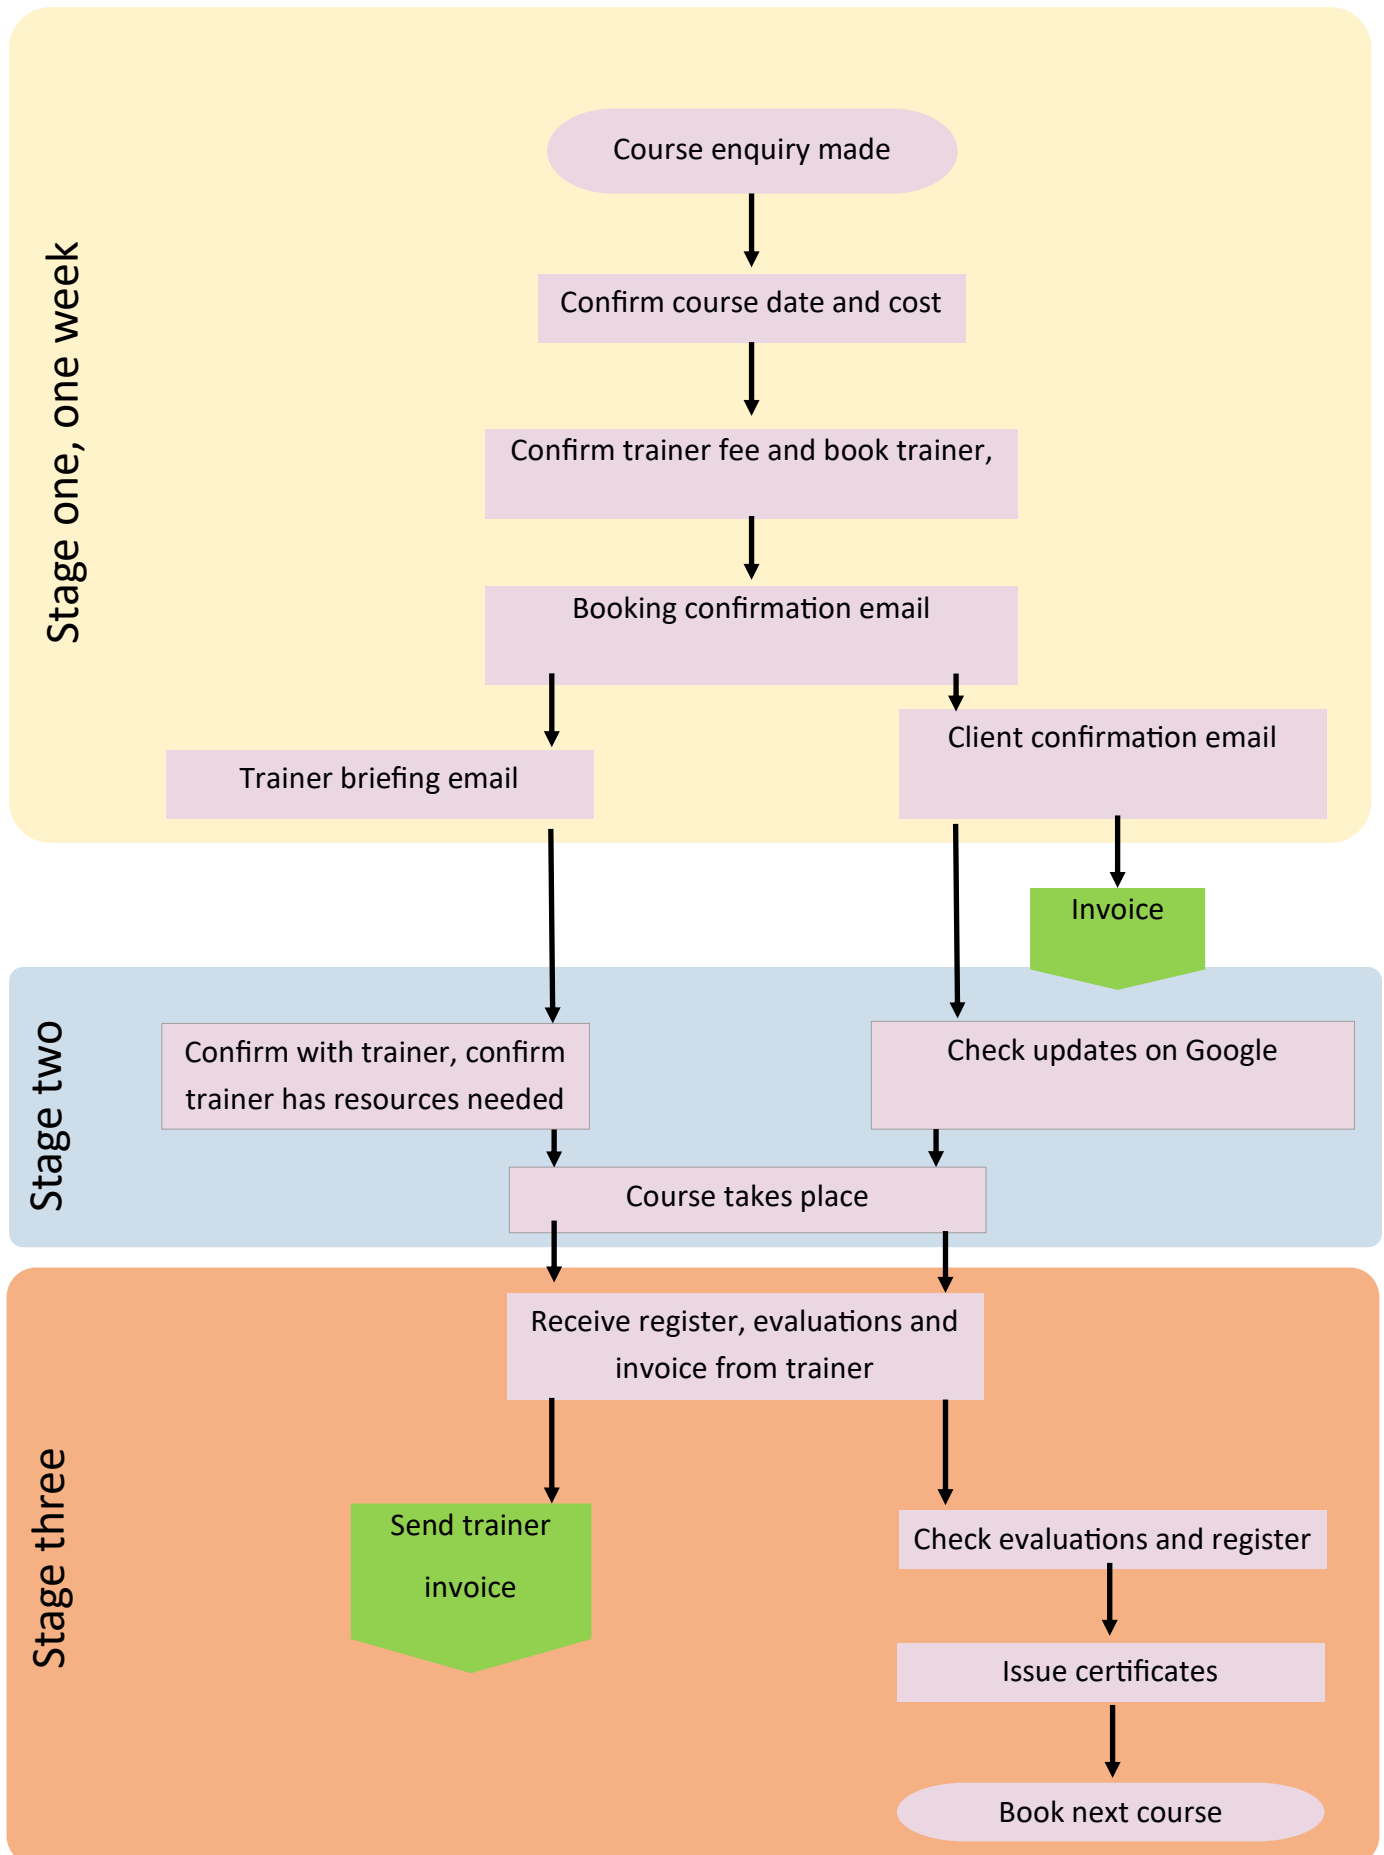 Stage one, one week
Course enquiry made
Confirm course date and cost
Confirm trainer fee and book trainer,
Booking confirmation email
Client confirmation email
Trainer briefing email
Invoice
Stage two
Confirm with trainer, confirm
trainer has resources needed
Check updates on Google
Course takes place
Stage three
Receive register, evaluations and
invoice from trainer
Send trainer
invoice
Check evaluations and register
Issue certificates
Book next course